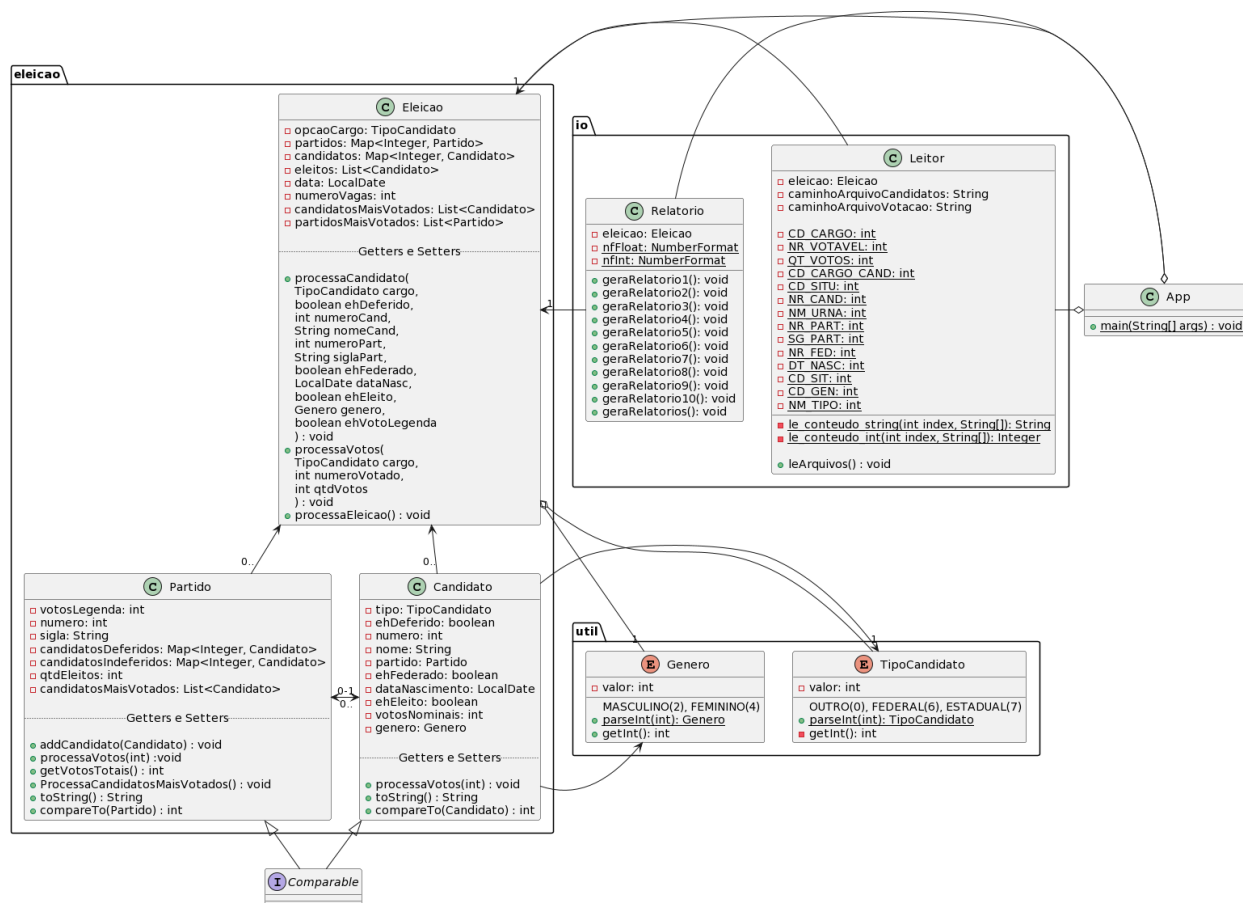 eleicao
1
C Eleicao
opcaoCargo: TipoCandidato
partidos: Map<Integer, Partido>
candidatos: Map<Integer, Candidato>
eleitos: List<Candidato>
data: LocalDate
numeroVagas: int
candidatosMaisVotados: List<Candidato>
partidosMaisVotados: List<Partido>
Getters e Setters
processaCandidato(
TipoCandidato cargo,
boolean ehDeferido,
int numeroCand,
String nomeCand,
int numeroPart,
String siglaPart,
boolean ehFederado,
LocalDate dataNasc,
boolean ehEleito,
Genero genero,
boolean ehVotoLegenda
) : void
processaVotos(
TipoCandidato cargo,
int numeroVotado,
int qtdVotos
) : void
processaEleicao() : void
io
1
C Relatorio
eleicao: Eleicao
nfFloat: NumberFormat
nfInt: NumberFormat
geraRelatorio1(): void
geraRelatorio2(): void
geraRelatorio3(): void
geraRelatorio4(): void
geraRelatorio5(): void
geraRelatorio6(): void
geraRelatorio7(): void
geraRelatorio8(): void
geraRelatorio9(): void
geraRelatorio10(): void
geraRelatorios(): void
C Leitor
eleicao: Eleicao
caminhoArquivoCandidatos: String
caminhoArquivoVotacao: String
CD_CARGO: int
NR_VOTAVEL: int
QT_VOTOS: int
CD_CARGO_CAND: int
CD_SITU: int
NR_CAND: int
NM_URNA: int
NR_PART: int
SG_PART: int
NR_FED: int
DT_NASC: int
CD_SIT: int
CD_GEN: int
NM_TIPO: int
le_conteudo_string(int index, String[]): String
le_conteudo_int(int index, String[]): Integer
leArquivos() : void
C App
main(String[] args) : void
0..
0..
C Partido
votosLegenda: int
numero: int
sigla: String
candidatosDeferidos: Map<Integer, Candidato>
candidatosIndeferidos: Map<Integer, Candidato>
qtdEleitos: int
candidatosMaisVotados: List<Candidato>
Getters e Setters
addCandidato(Candidato) : void
processaVotos(int) :void
getVotosTotais() : int
ProcessaCandidatosMaisVotados() : void
toString() : String
compareTo(Partido) : int
0-1
0..
C Candidato
tipo: TipoCandidato
ehDeferido: boolean
numero: int
nome: String
partido: Partido
ehFederado: boolean
dataNascimento: LocalDate
ehEleito: boolean
votosNominais: int
genero: Genero
Getters e Setters
processaVotos(int) : void
toString() : String
compareTo(Candidato) : int
util
1
1
E Genero
valor: int
MASCULINO(2), FEMININO(4)
parseInt(int): Genero
getInt(): int
E TipoCandidato
valor: int
OUTRO(0), FEDERAL(6), ESTADUAL(7)
parseInt(int): TipoCandidato
getInt(): int
I Comparable